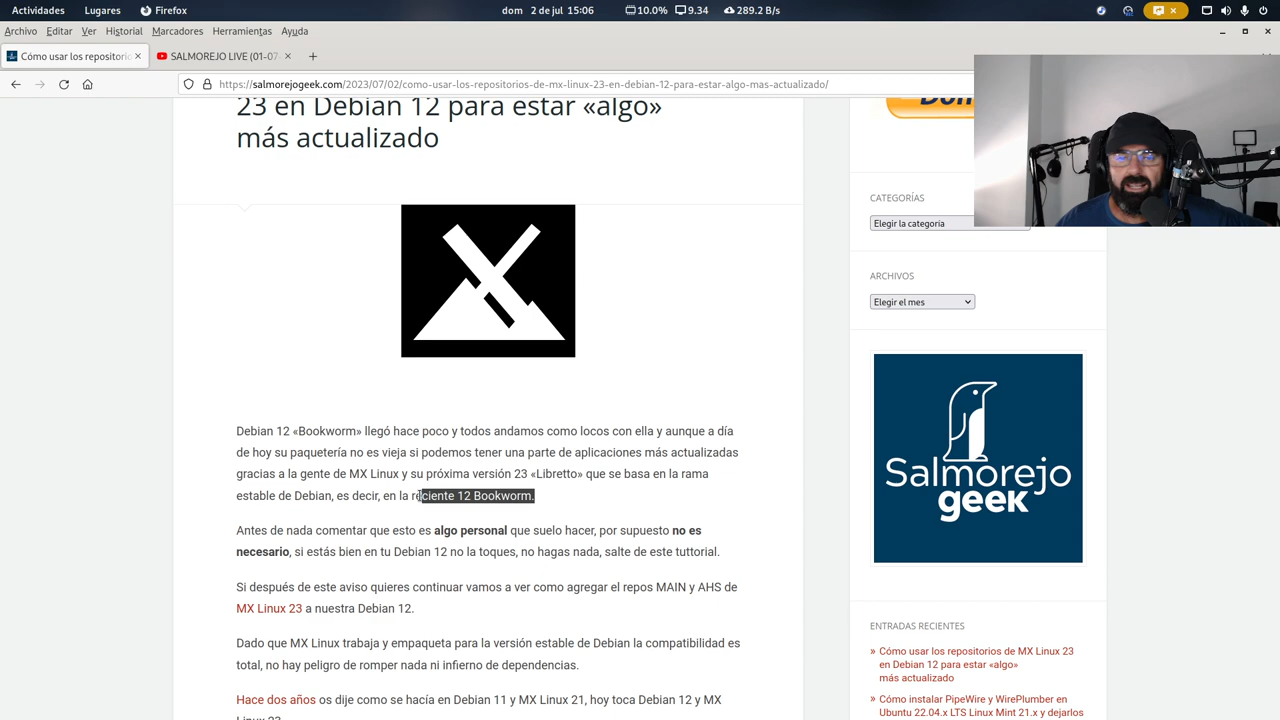 Actividades Lugares Firefox dom 2 de jul 15:06 10.0% 9.34 289.2 B/s
Archivo Editar Ver Historial Marcadores Herramientas Ayuda
Cómo usar los repositorio SALMOREJO LIVE (01-07-
https://salmorejogeek.com/2023/07/02/como-usar-los-repositorios-de-mx-linux-23-en-debian-12-para-estar-algo-mas-actualizado/
23 en Debian 12 para estar «algo»
más actualizado
Debian 12 «Bookworm» llegó hace poco y todos andamos como locos con ella y aunque a día
de hoy su paquetería no es vieja si podemos tener una parte de aplicaciones más actualizadas
gracias a la gente de MX Linux y su próxima versión 23 «Libretto» que se basa en la rama
estable de Debian, es decir, en la reciente 12 Bookworm.
Antes de nada comentar que esto es algo personal que suelo hacer, por supuesto no es
necesario, si estás bien en tu Debian 12 no la toques, no hagas nada, salte de este tuttorial.
Si después de este aviso quieres continuar vamos a ver como agregar el repos MAIN y AHS de
MX Linux 23 a nuestra Debian 12.
Dado que MX Linux trabaja y empaqueta para la versión estable de Debian la compatibilidad es
total, no hay peligro de romper nada ni infierno de dependencias.
Hace dos años os dije como se hacía en Debian 11 y MX Linux 21, hoy toca Debian 12 y MX
Linux 23
CATEGORÍAS
Elegir la categoría
ARCHIVOS
Elegir el mes
Salmorejo
geek
ENTRADAS RECIENTES
» Cómo usar los repositorios de MX Linux 23
en Debian 12 para estar «algo»
más actualizado
» Cómo instalar PipeWire y WirePlumber en
Ubuntu 22.04.x LTS Linux Mint 21.x y dejarlos